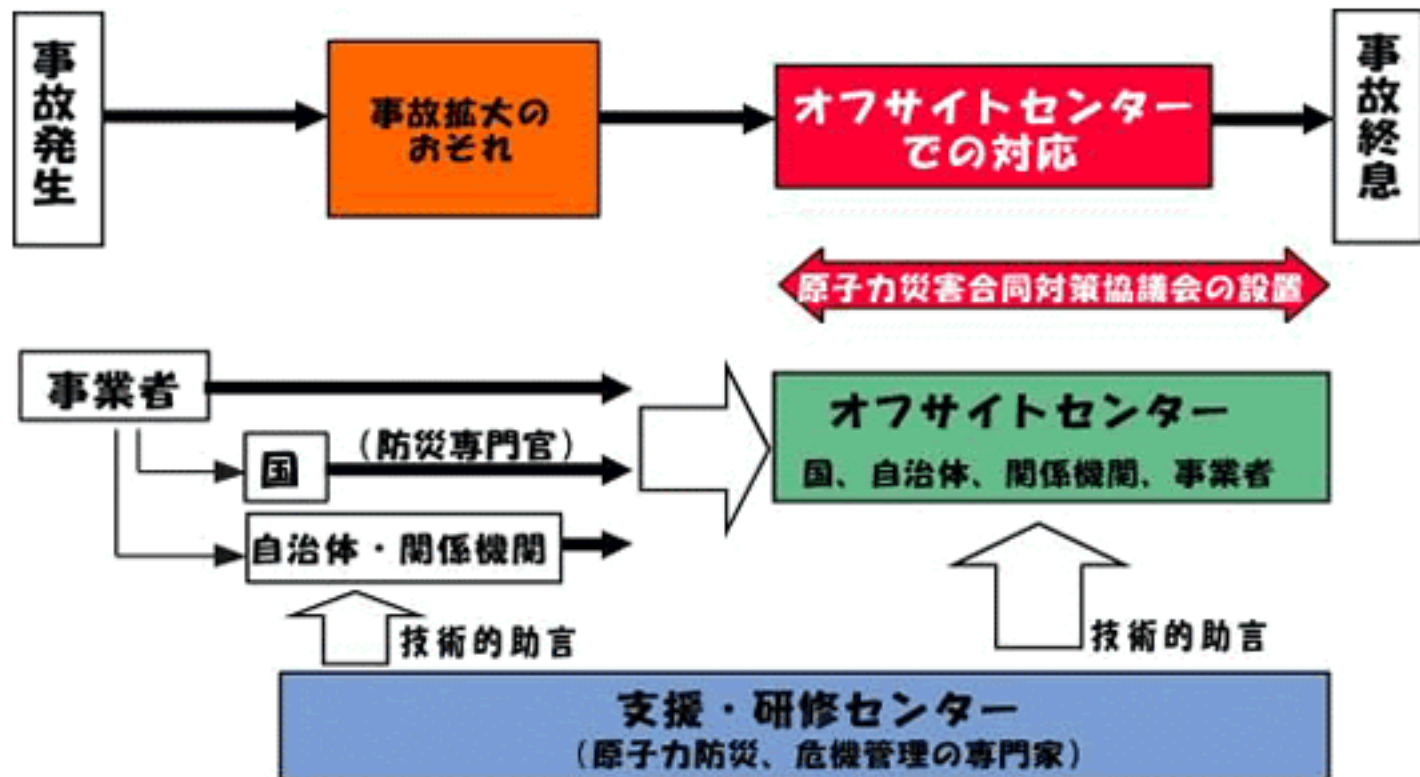 事故発生
事故拡大の
おそれ
オフサイトセンター
での対応
事故終息
原子力災害合同対策協議会の設置
事業者
国
(防災専門官)
自治体・関係機関
オフサイトセンター
国、自治体、関係機関、事業者
技術的助言
技術的助言
支援・研修センター
(原子力防災、危機管理の専門家)